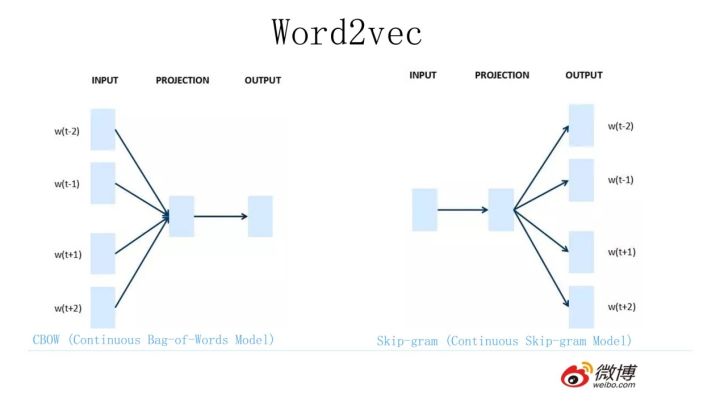 Word2vec
INPUT PROJECTION OUTPUT
w(t-2)
w(t-1)
w(t+1)
w(t+2)
CBOW (Continuous Bag-of-Words Model)
INPUT PROJECTION OUTPUT
w(t-2)
w(t-1)
w(t+1)
w(t+2)
Skip-gram (Continuous Skip-gram Model)
微博
weibo.com